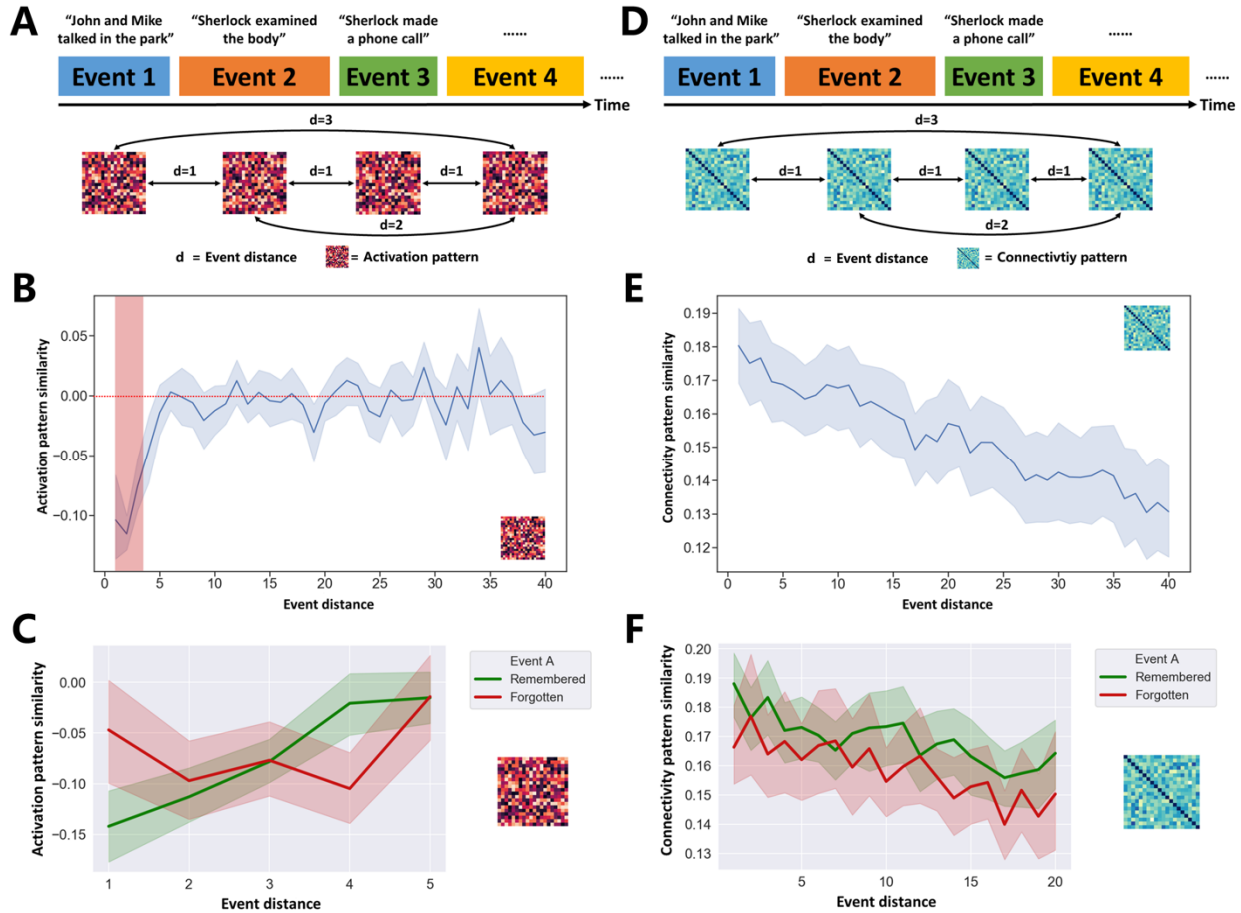 A
"John and Mike
talked in the park"
"Sherlock examined
the body"
"Sherlock made
a phone call"
......
Event 1
Event 2
Event 3
Event 4
......
Time
d=3
d=1
d=1
d=1
d=2
d = Event distance
= Activation pattern
B
Activation pattern similarity
0.05
0.00
−0.05
−0.10
0
5
10
15
20
25
30
35
40
Event distance
C
Activation pattern similarity
0.00
−0.05
−0.10
−0.15
1
2
3
4
5
Event distance
Event A
Remembered
Forgotten
D
"John and Mike
talked in the park"
"Sherlock examined
the body"
"Sherlock made
a phone call"
......
Event 1
Event 2
Event 3
Event 4
......
Time
d=3
d=1
d=1
d=1
d=2
d = Event distance
= Connectivtiy pattern
E
Connectivity pattern similarity
0.19
0.18
0.17
0.16
0.15
0.14
0.13
0.12
0
5
10
15
20
25
30
35
40
Event distance
F
Connectivity pattern similarity
0.20
0.19
0.18
0.17
0.16
0.15
0.14
0.13
5
10
15
20
Event distance
Event A
Remembered
Forgotten